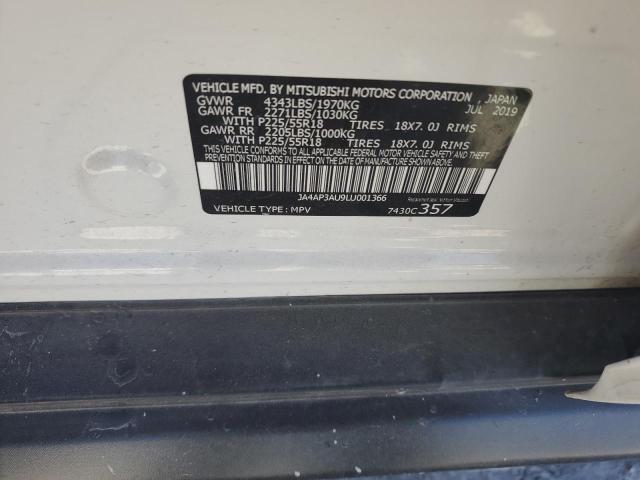 VEHICLE MFD. BY MITSUBISHI MOTORS CORPORATION, JAPAN
GVWR 4343LBS/1970KG JUL 2019
GAWR FR 2271LBS/1030KG
WITH P225/55R18 TIRES 18X7.0J RIMS
GAWR RR 2205LBS/1000KG
WITH P225/55R18 TIRES 18X7.0J RIMS
THIS VEHICLE CONFORMS TO ALL APPLICABLE FEDERAL MOTOR VEHICLE SAFETY, BUMPER, AND THEFT
PREVENTION STANDARDS IN EFFECT ON THE DATE OF MANUFACTURE SHOWN ABOVE.
JA4AP3AU9LU001366
VEHICLE TYPE: MPV 7430C357